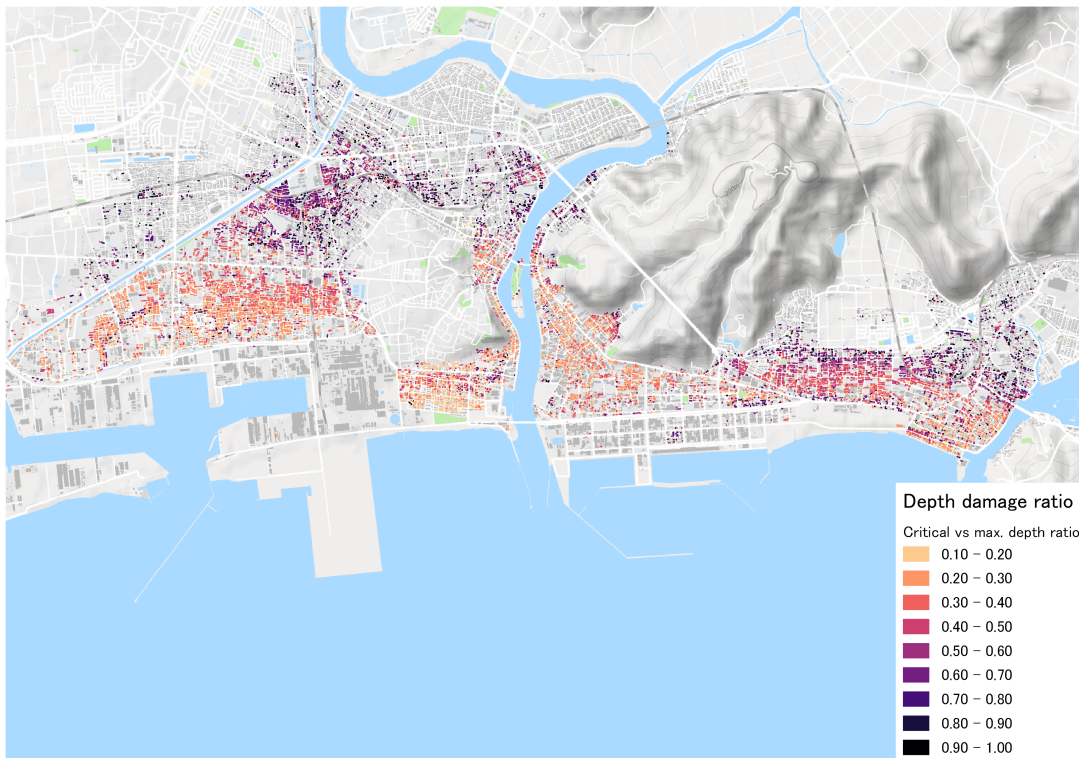 Depth damage ratio
Critical vs max. depth ratio
0.10 - 0.20
0.20 - 0.30
0.30 - 0.40
0.40 - 0.50
0.50 - 0.60
0.60 - 0.70
0.70 - 0.80
0.80 - 0.90
0.90 - 1.00